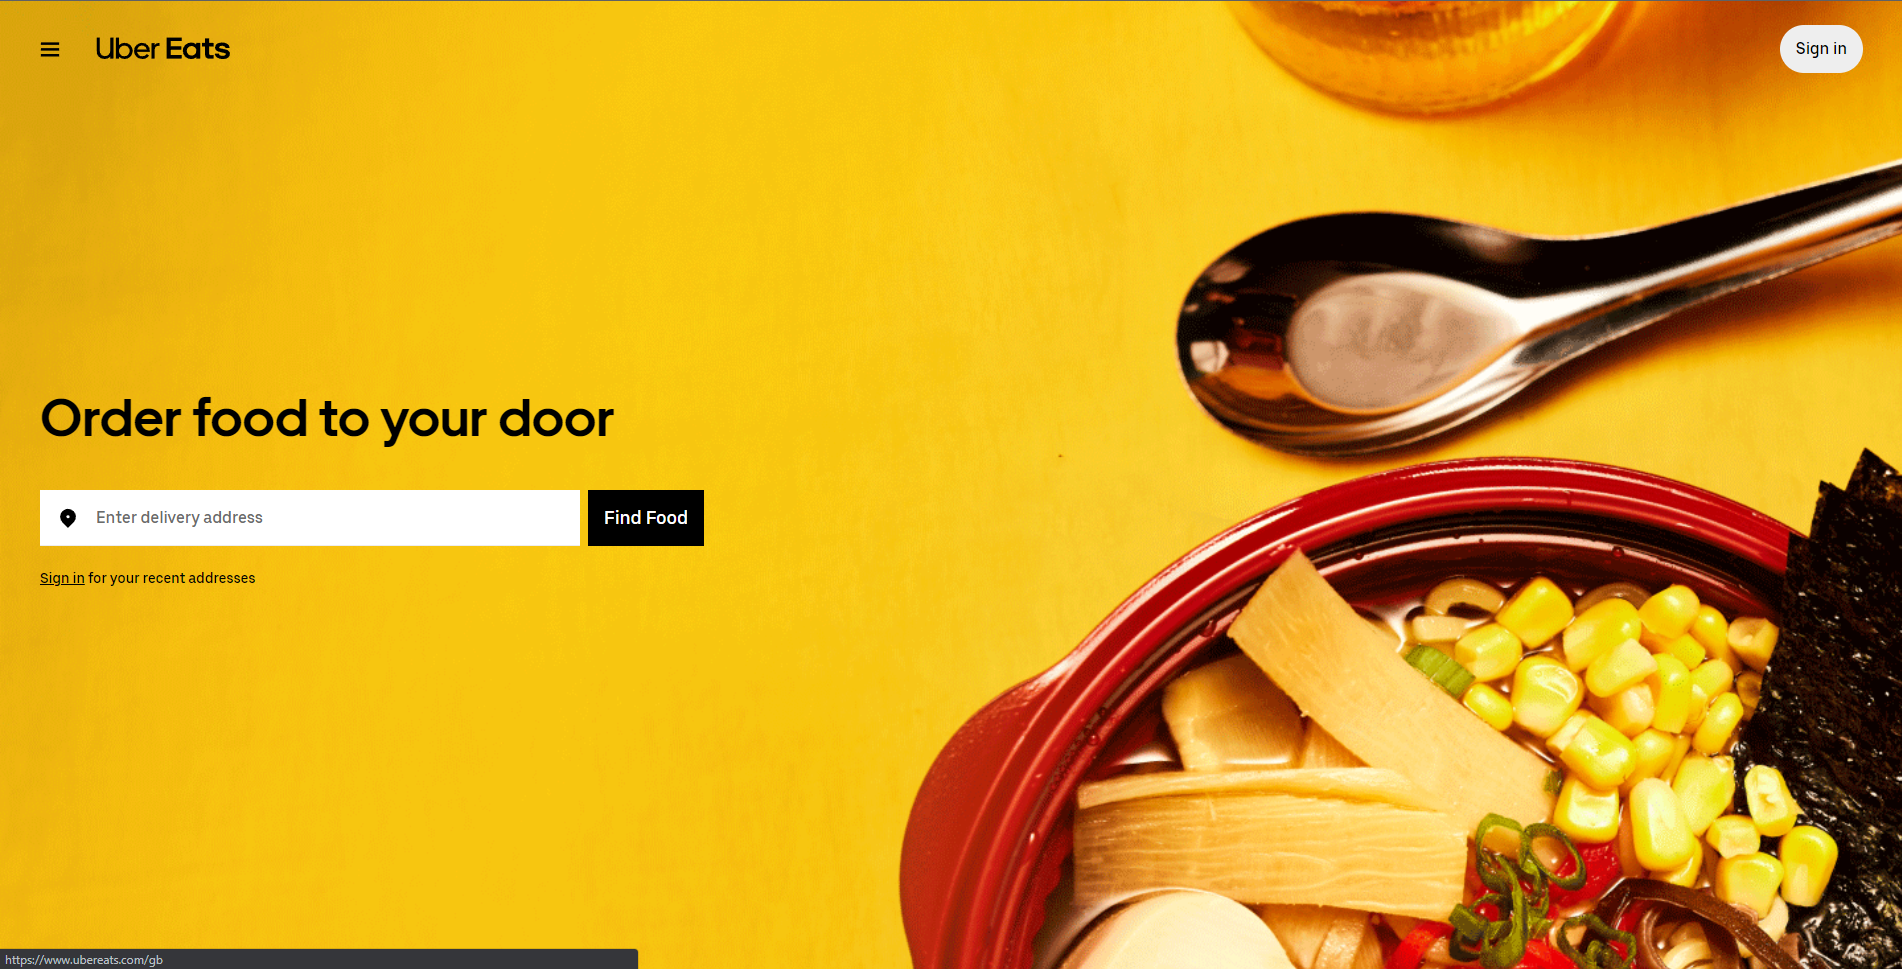 Uber Eats
Sign in
Order food to your door
Enter delivery address
Find Food
Sign in for your recent addresses
https://www.ubereats.com/gb